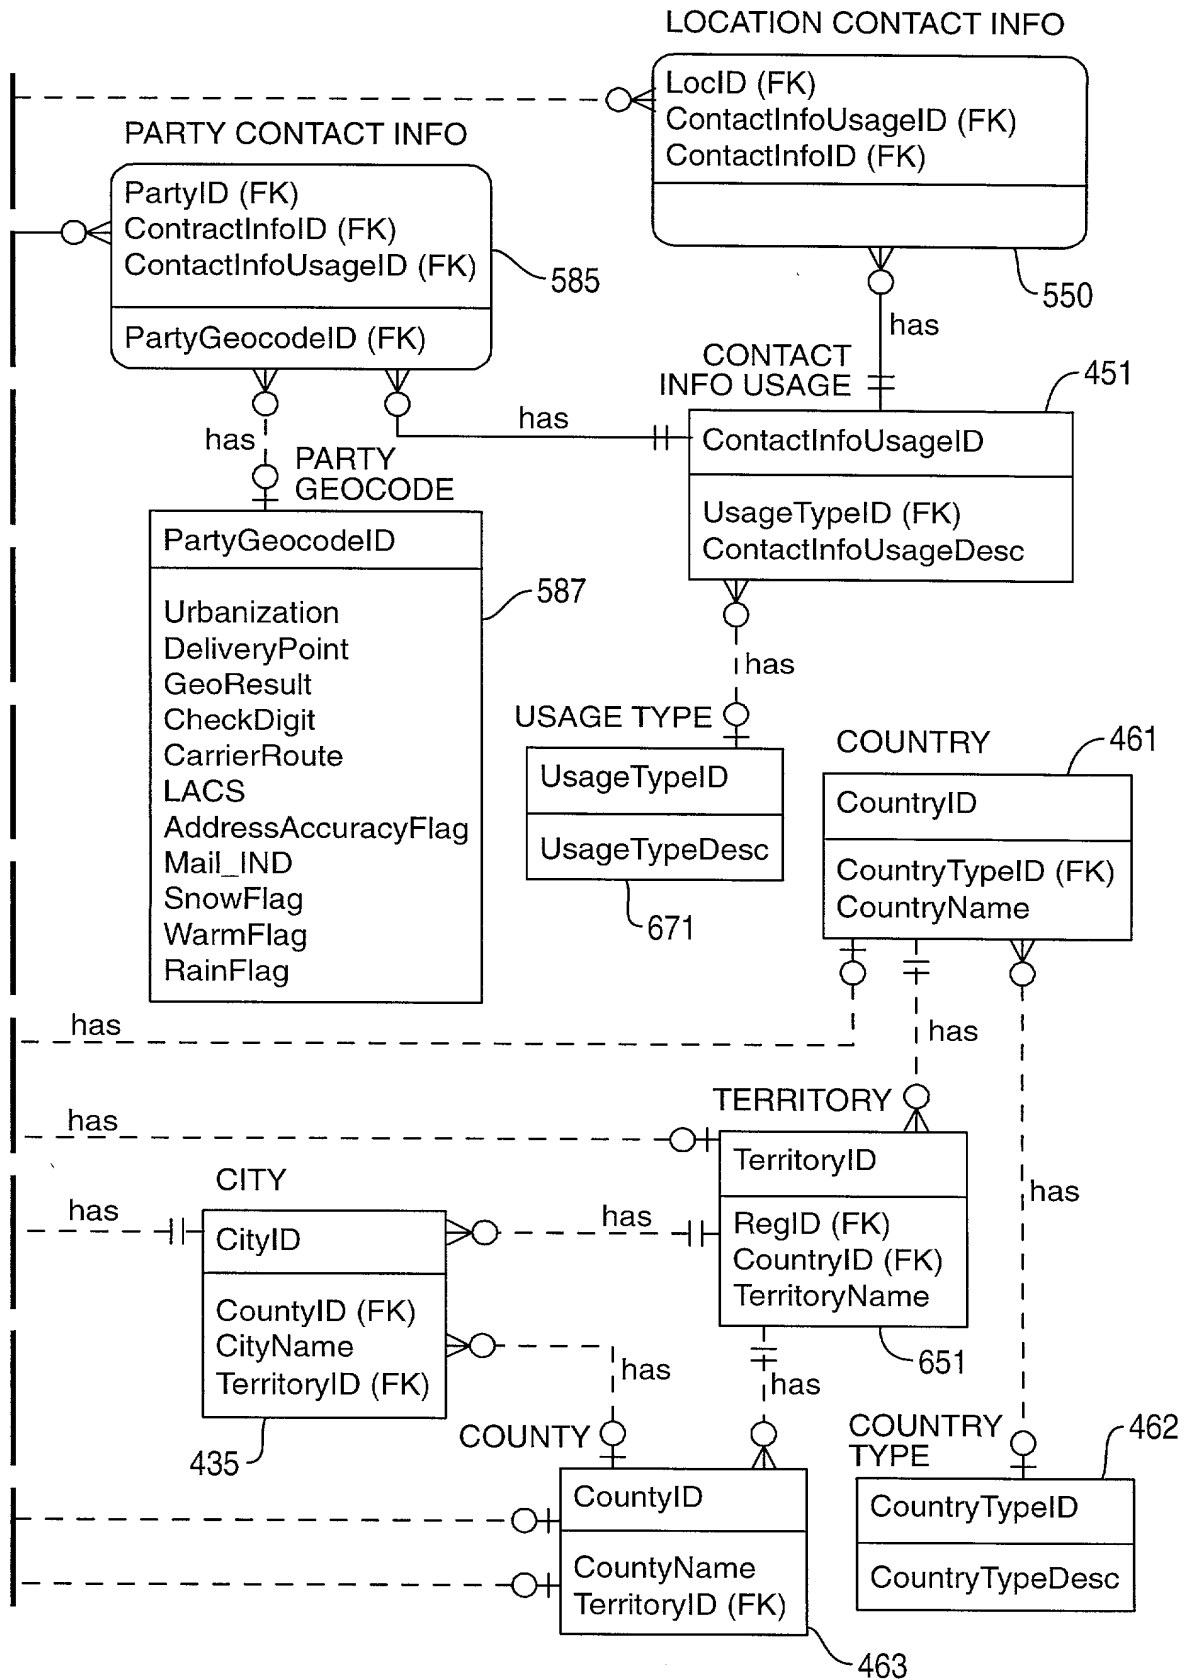 LOCATION CONTACT INFO
LocID (FK)
ContactInfoUsageID (FK)
ContactInfoID (FK)
550
PARTY CONTACT INFO
PartyID (FK)
ContractInfoID (FK)
ContactInfoUsageID (FK)
PartyGeocodeID (FK)
585
has
CONTACT
INFO USAGE
451
ContactInfoUsageID
UsageTypeID (FK)
ContactInfoUsageDesc
has
has
PARTY
GEOCODE
PartyGeocodeID
587
Urbanization
DeliveryPoint
GeoResult
CheckDigit
CarrierRoute
LACS
AddressAccuracyFlag
Mail_IND
SnowFlag
WarmFlag
RainFlag
has
USAGE TYPE
UsageTypeID
UsageTypeDesc
671
COUNTRY
461
CountryID
CountryTypeID (FK)
CountryName
has
has
has
TERRITORY
TerritoryID
RegID (FK)
CountryID (FK)
TerritoryName
651
has
CITY
has
CityID
CountyID (FK)
CityName
TerritoryID (FK)
435
has
has
has
COUNTY
CountyID
CountyName
TerritoryID (FK)
463
COUNTRY
TYPE
462
CountryTypeID
CountryTypeDesc